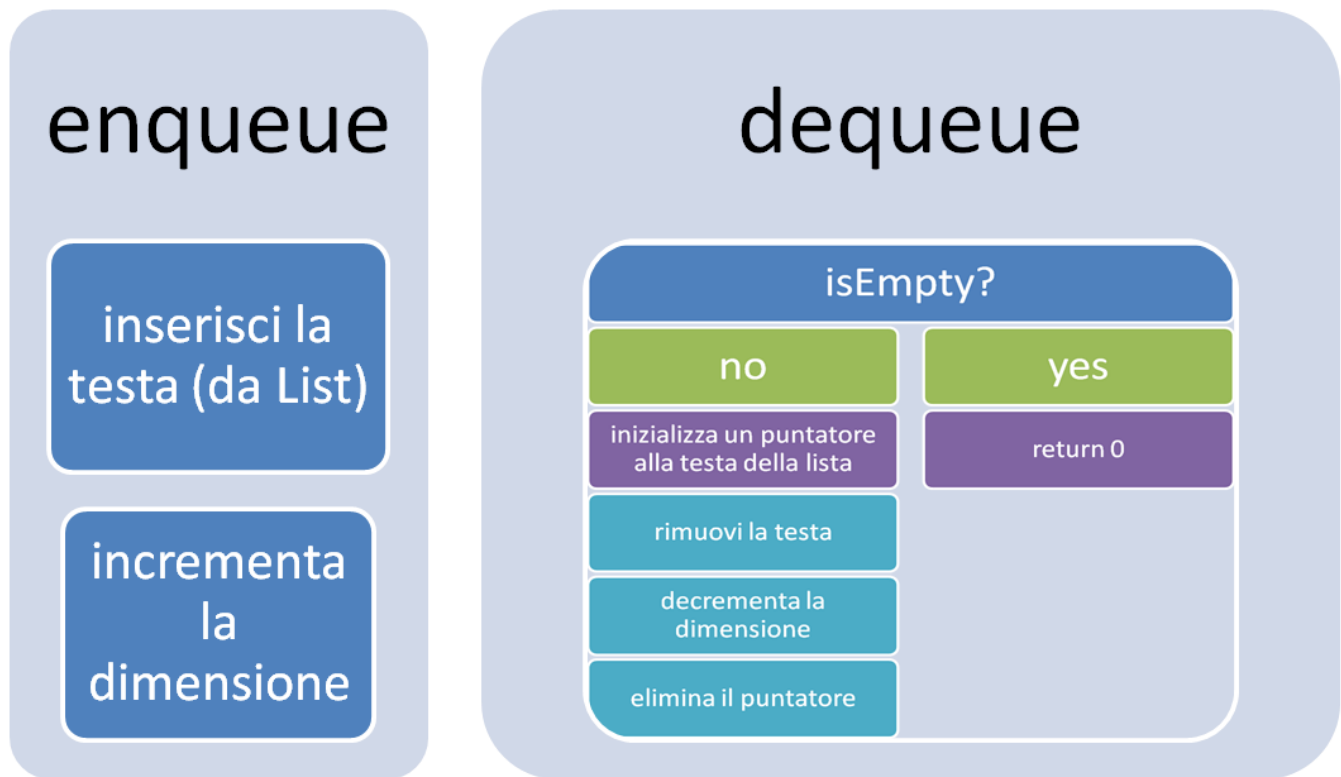 enqueue
inserisci la
testa (da List)
incrementa
la
dimensione
dequeue
isEmpty?
no
yes
inizializza un puntatore
alla testa della lista
return 0
rimuovi la testa
decrementa la
dimensione
elimina il puntatore